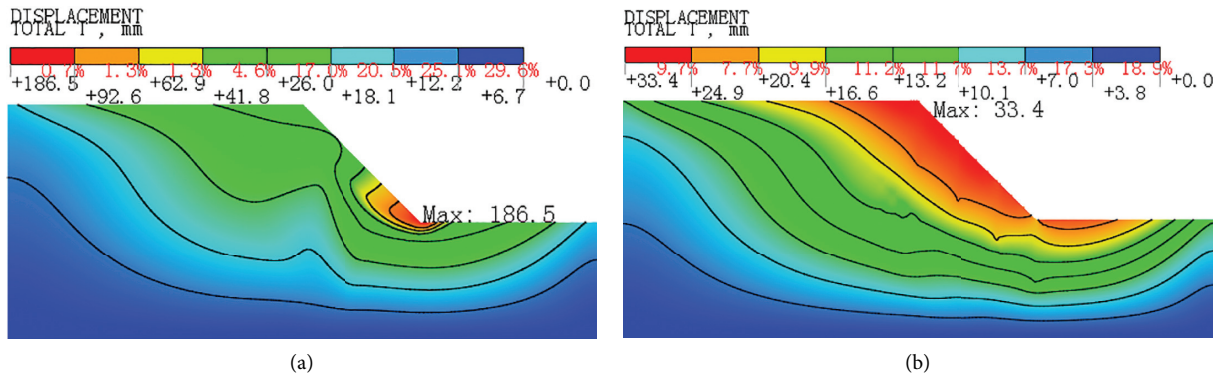 DISPLACEMENT
TOTAL T , mm
0.7% 1.3% 1.3% 4.6% 17.0% 20.5% 25.1% 29.6%
+186.5 +62.9 +26.0 +12.2 +0.0
+92.6 +41.8 +18.1 +6.7
Max: 186.5
(a)
DISPLACEMENT
TOTAL T , mm
9.7% 7.7% 9.9% 11.2% 13.7% 17.3% 18.9%
+33.4 +20.4 +13.2 +7.0 +0.0
+24.9 +16.6 +10.1 +3.8
Max: 33.4
(b)